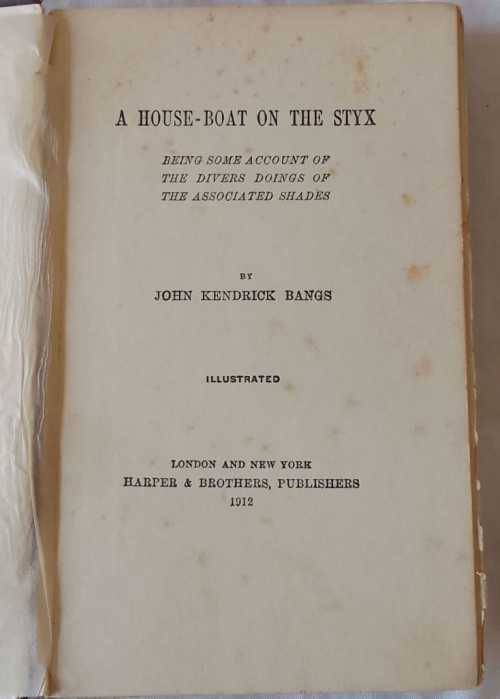 A HOUSE-BOAT ON THE STYX
BEING SOME ACCOUNT OF
THE DIVERS DOINGS OF
THE ASSOCIATED SHADES
BY
JOHN KENDRICK BANGS
ILLUSTRATED
LONDON AND NEW YORK
HARPER & BROTHERS, PUBLISHERS
1912